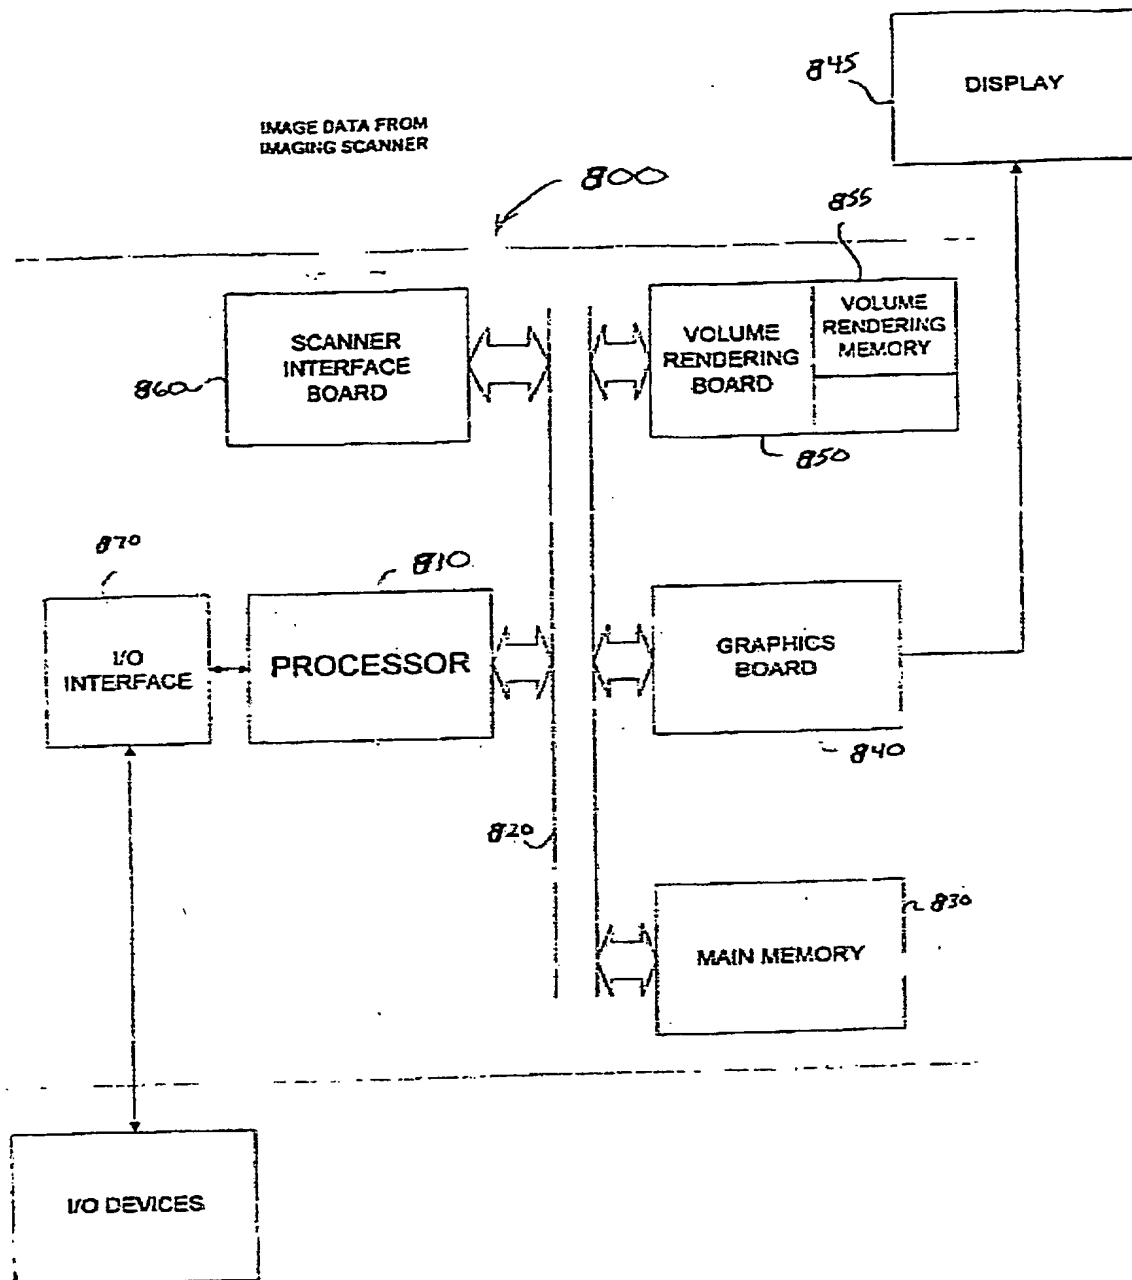 845
DISPLAY
IMAGE DATA FROM
IMAGING SCANNER
800
855
SCANNER
INTERFACE
BOARD
860
VOLUME
RENDERING
BOARD
VOLUME
RENDERING
MEMORY
850
870
810
I/O
INTERFACE
PROCESSOR
GRAPHICS
BOARD
840
820
830
MAIN MEMORY
I/O DEVICES